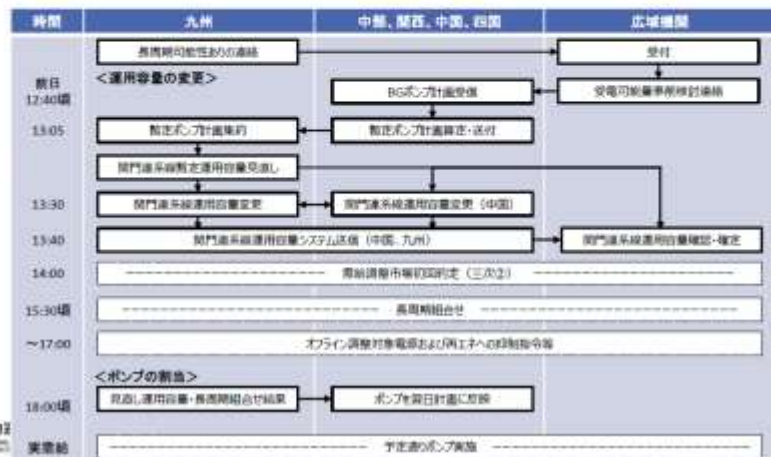 時間 九州 中部、関西、中国、四国 広域機関
長周期可能性ありの連絡 受付
前日 <運用容量の変更>
12:40頃 BGポンプ計画受信 受電可能量事前検討連絡
13:05 暫定ポンプ計画集約 暫定ポンプ計画算定・送付
関門連系線暫定運用容量見直し
13:30 関門連系線運用容量変更 関門連系線運用容量変更(中国)
13:40 関門連系線運用容量システム送信(中国、九州) 関門連系線運用容量確認・確定
14:00 需給調整市場初回約定(三次②)
15:30頃 長周期組合せ
~17:00 オフライン調整対象電源および再エネへの抑制指令等
<ポンプの割当>
18:00頃 見直し運用容量・長周期組合せ結果 ポンプを翌日計画に反映
実需給 予定通りポンプ実施